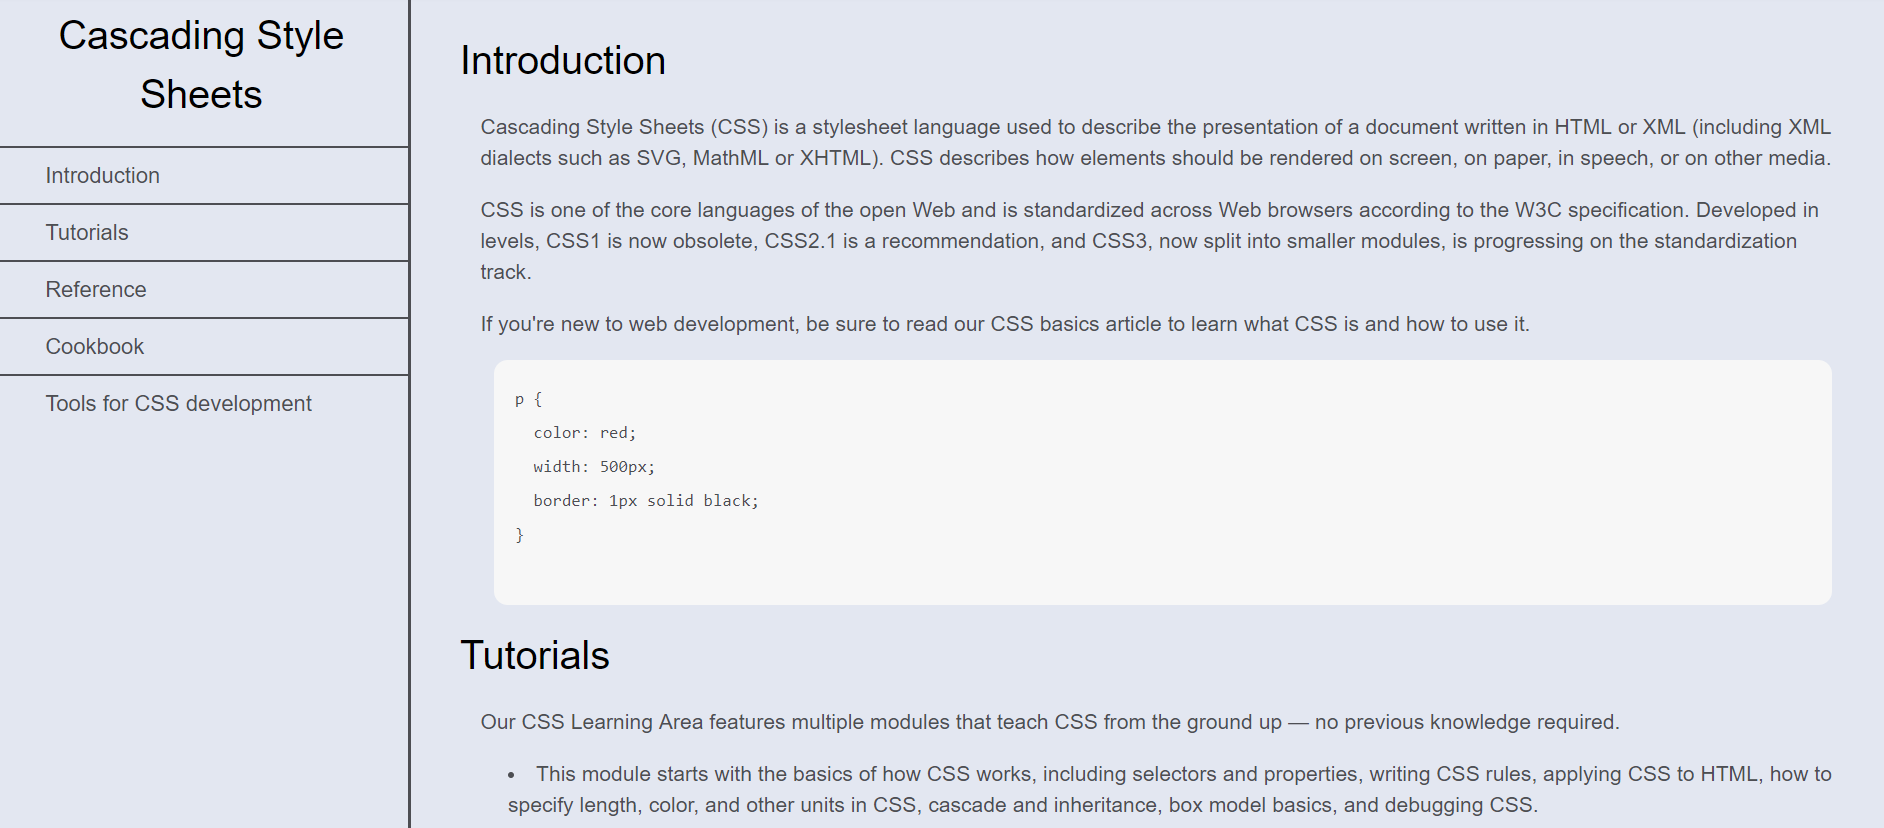 Cascading Style
Sheets
Introduction
Tutorials
Reference
Cookbook
Tools for CSS development
Introduction
Cascading Style Sheets (CSS) is a stylesheet language used to describe the presentation of a document written in HTML or XML (including XML
dialects such as SVG, MathML or XHTML). CSS describes how elements should be rendered on screen, on paper, in speech, or on other media.
CSS is one of the core languages of the open Web and is standardized across Web browsers according to the W3C specification. Developed in
levels, CSS1 is now obsolete, CSS2.1 is a recommendation, and CSS3, now split into smaller modules, is progressing on the standardization
track.
If you're new to web development, be sure to read our CSS basics article to learn what CSS is and how to use it.
p {
  color: red;
  width: 500px;
  border: 1px solid black;
}
Tutorials
Our CSS Learning Area features multiple modules that teach CSS from the ground up — no previous knowledge required.
• This module starts with the basics of how CSS works, including selectors and properties, writing CSS rules, applying CSS to HTML, how to
specify length, color, and other units in CSS, cascade and inheritance, box model basics, and debugging CSS.